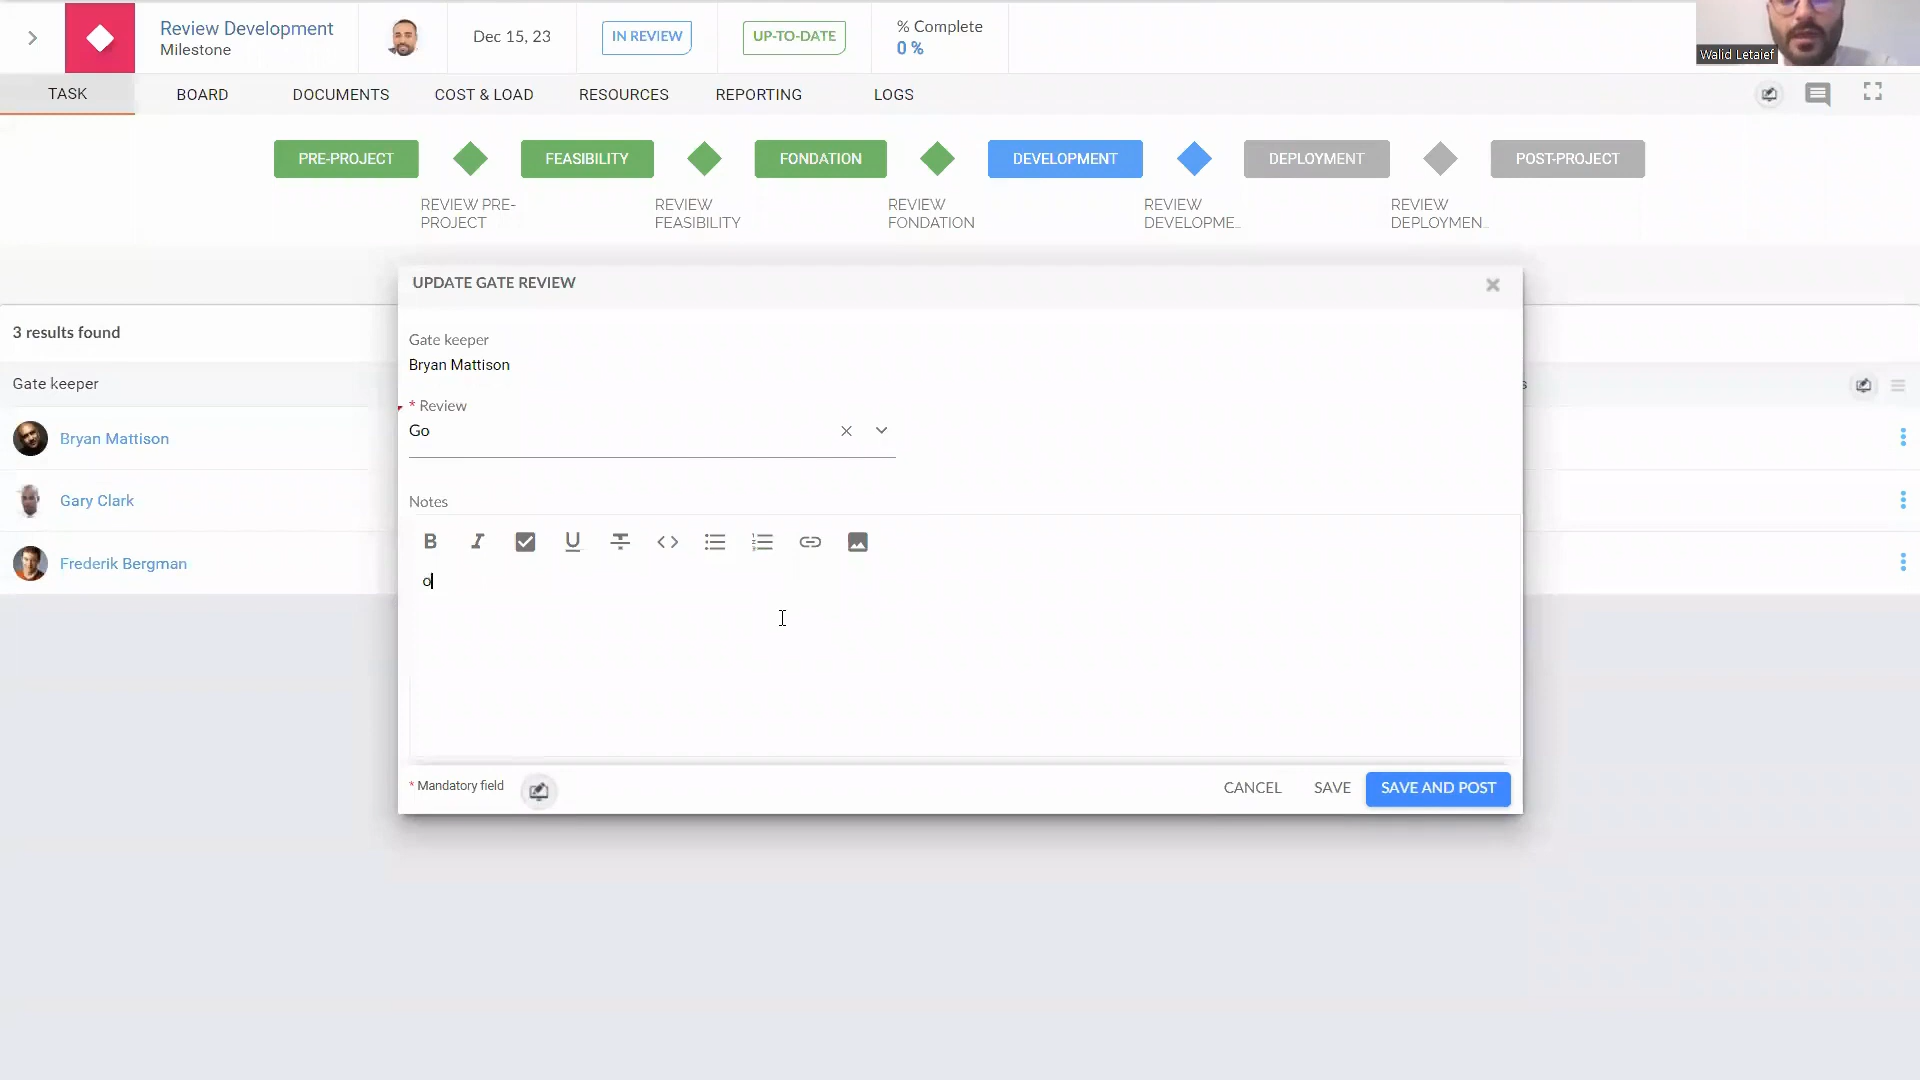 Review Development
Milestone
Dec 15, 23
IN REVIEW
UP-TO-DATE
% Complete
0 %
Walid Letaief
TASK
BOARD
DOCUMENTS
COST & LOAD
RESOURCES
REPORTING
LOGS
PRE-PROJECT
FEASIBILITY
FONDATION
DEVELOPMENT
DEPLOYMENT
POST-PROJECT
REVIEW PRE-
PROJECT
REVIEW
FEASIBILITY
REVIEW
FONDATION
REVIEW
DEVELOPME...
REVIEW
DEPLOYMEN...
UPDATE GATE REVIEW
3 results found
Gate keeper
s
Bryan Mattison
Gary Clark
Frederik Bergman
Gate keeper
Bryan Mattison
* Review
Go
Notes
B I U
o
* Mandatory field
CANCEL
SAVE
SAVE AND POST